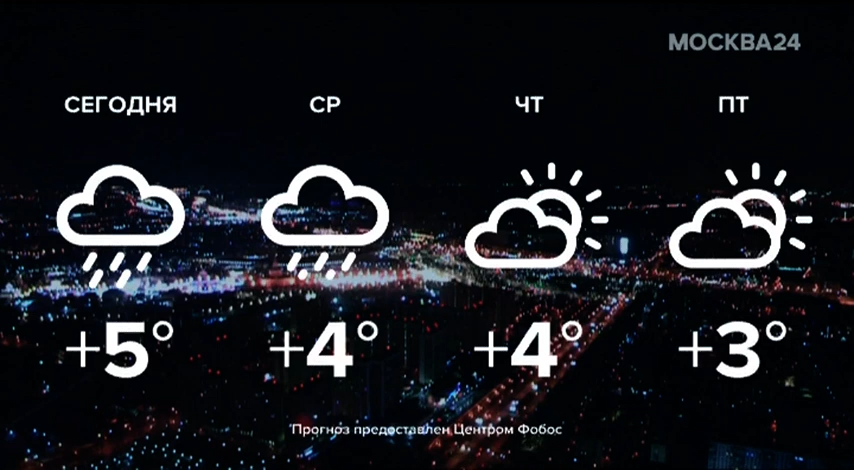 МОСКВА24
СЕГОДНЯ СР ЧТ ПТ
+5° +4° +4° +3°
*Прогноз предоставлен Центром Фобос